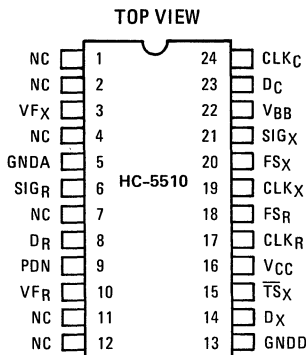 TOP VIEW
NC 1 24 CLKC
NC 2 23 DC
VFX 3 22 VBB
NC 4 21 SIGX
GNDA 5 20 FSX
SIGR 6 HC-5510 19 CLKX
NC 7 18 FSR
DR 8 17 CLKR
PDN 9 16 VCC
VFR 10 15 T̅S̅X
NC 11 14 DX
NC 12 13 GNDD